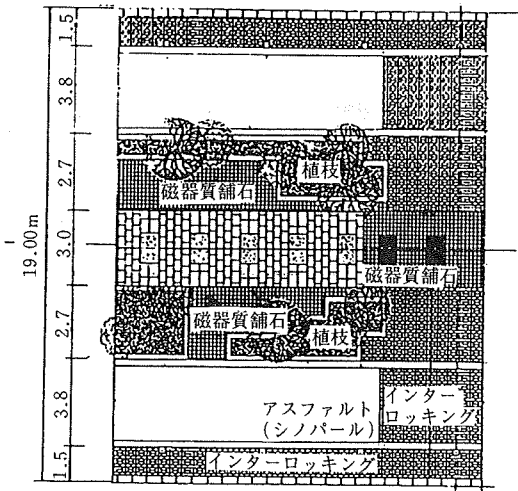 1.5
3.8
2.7
3.0
2.7
3.8
1.5
19.00m
植枝
磁器質舗石
磁器質舗石
磁器質舗石
植枝
アスファルト
(シノパール)
インター
ロッキング
インターロッキング